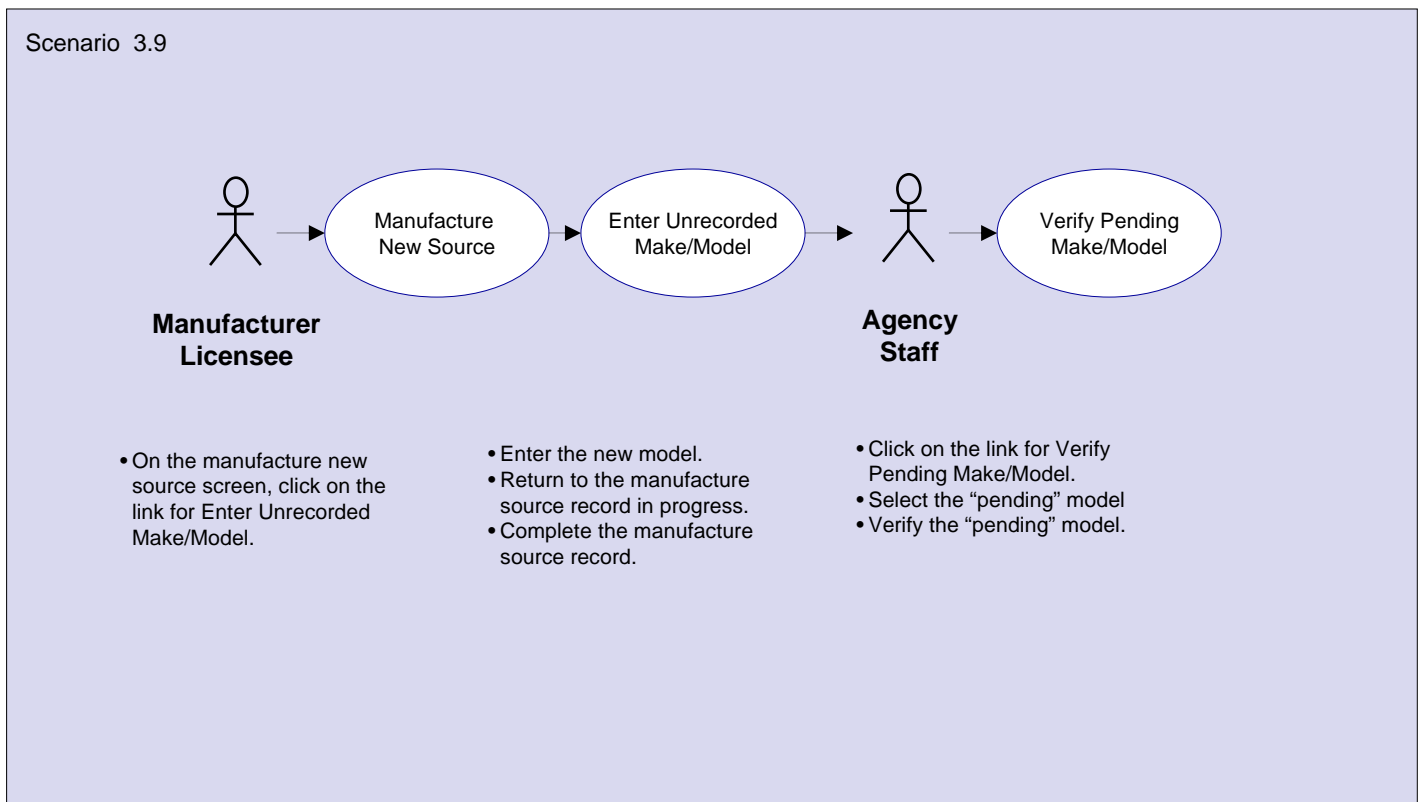 Scenario 3.9
Manufacture
New Source
Enter Unrecorded
Make/Model
Verify Pending
Make/Model
Manufacturer
Licensee
Agency
Staff
• On the manufacture new
source screen, click on the
link for Enter Unrecorded
Make/Model.
• Enter the new model.
• Return to the manufacture
source record in progress.
• Complete the manufacture
source record.
• Click on the link for Verify
Pending Make/Model.
• Select the “pending” model
• Verify the “pending” model.